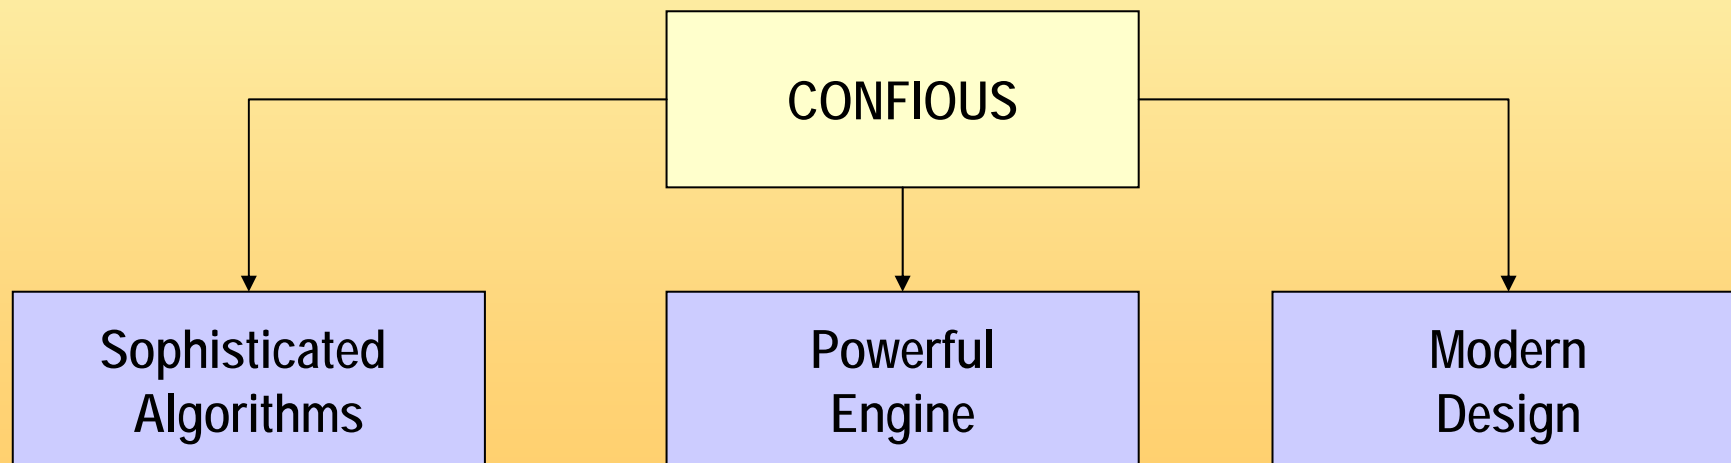 CONFIOUS
Sophisticated
Algorithms
Powerful
Engine
Modern
Design